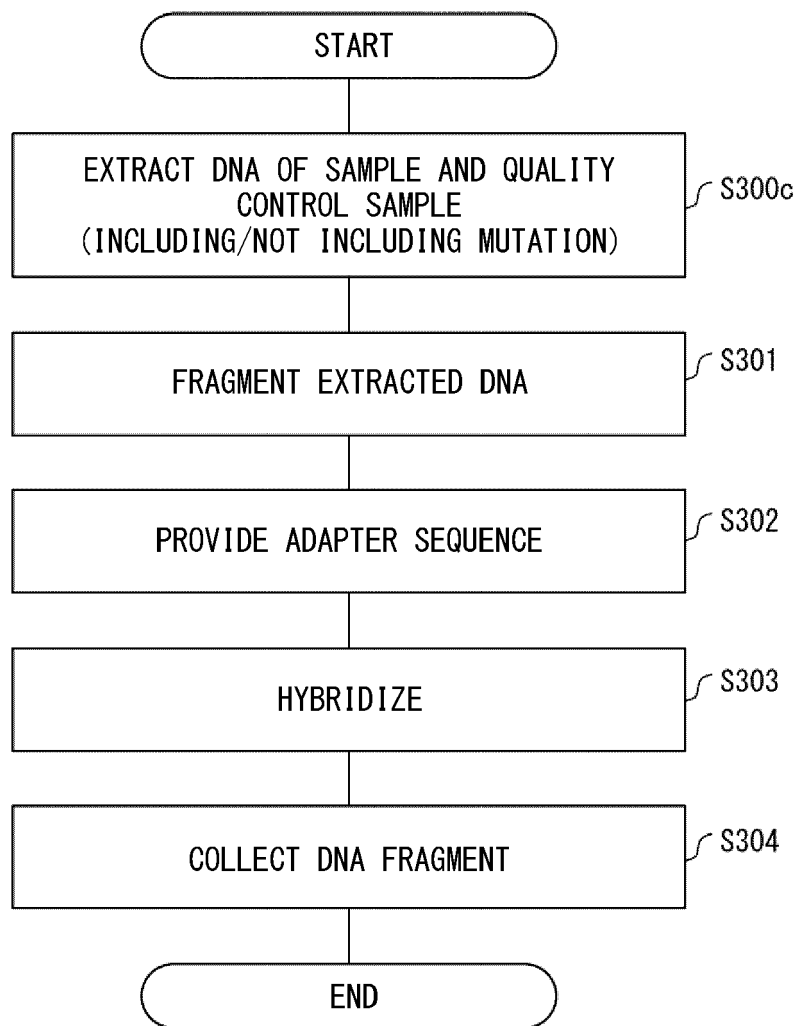 START
EXTRACT DNA OF SAMPLE AND QUALITY
CONTROL SAMPLE
(INCLUDING/NOT INCLUDING MUTATION)
S300c
FRAGMENT EXTRACTED DNA
S301
PROVIDE ADAPTER SEQUENCE
S302
HYBRIDIZE
S303
COLLECT DNA FRAGMENT
S304
END